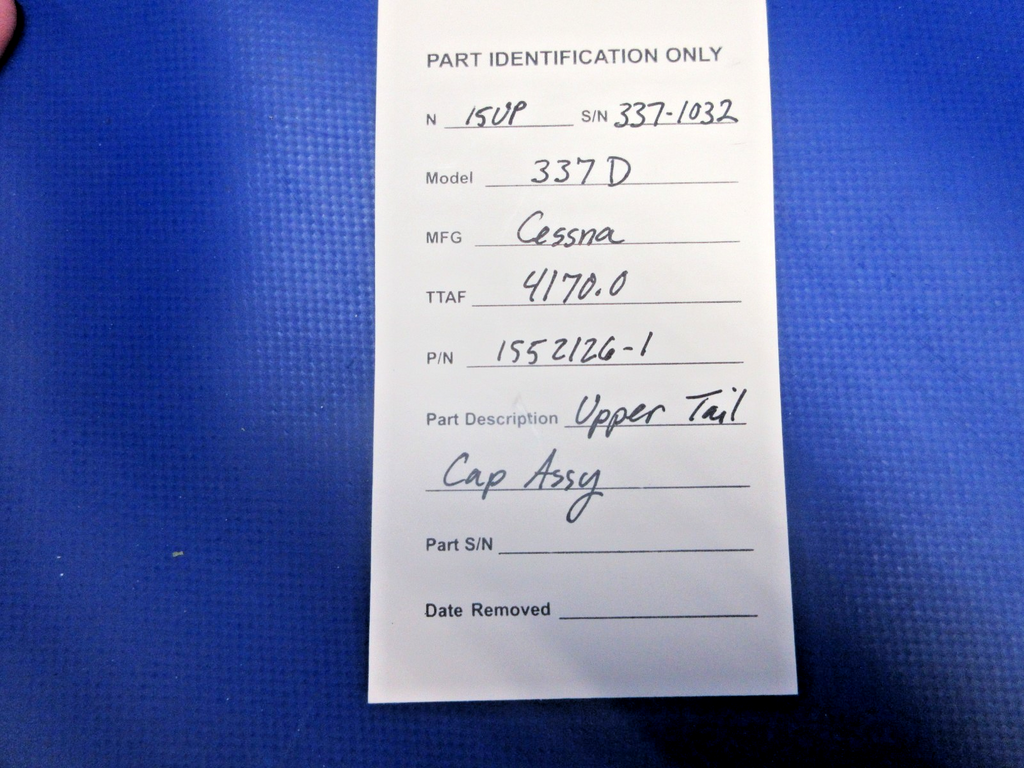 PART IDENTIFICATION ONLY
N 15UP S/N 337-1032
Model 337D
MFG Cessna
TTAF 4170.0
P/N 1552126-1
Part Description Upper Tail
Cap Assy
Part S/N
Date Removed